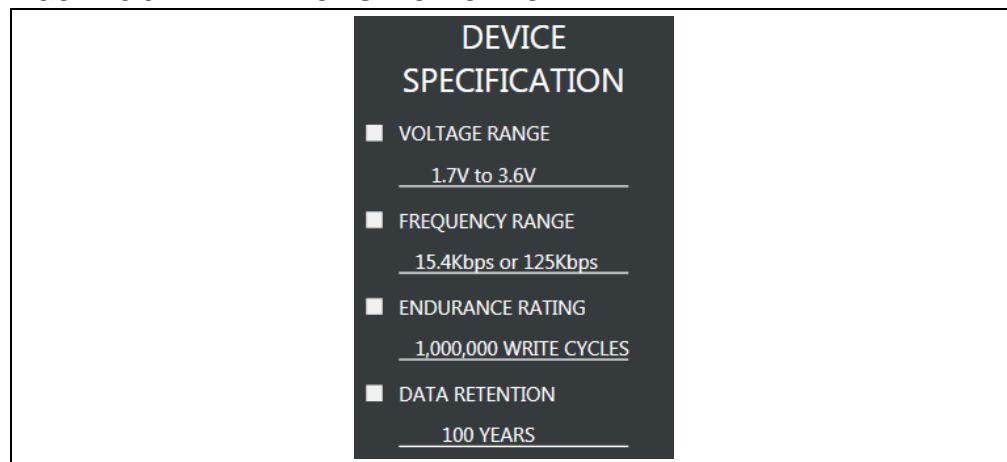 DEVICE
SPECIFICATION
VOLTAGE RANGE
1.7V to 3.6V
FREQUENCY RANGE
15.4Kbps or 125Kbps
ENDURANCE RATING
1,000,000 WRITE CYCLES
DATA RETENTION
100 YEARS